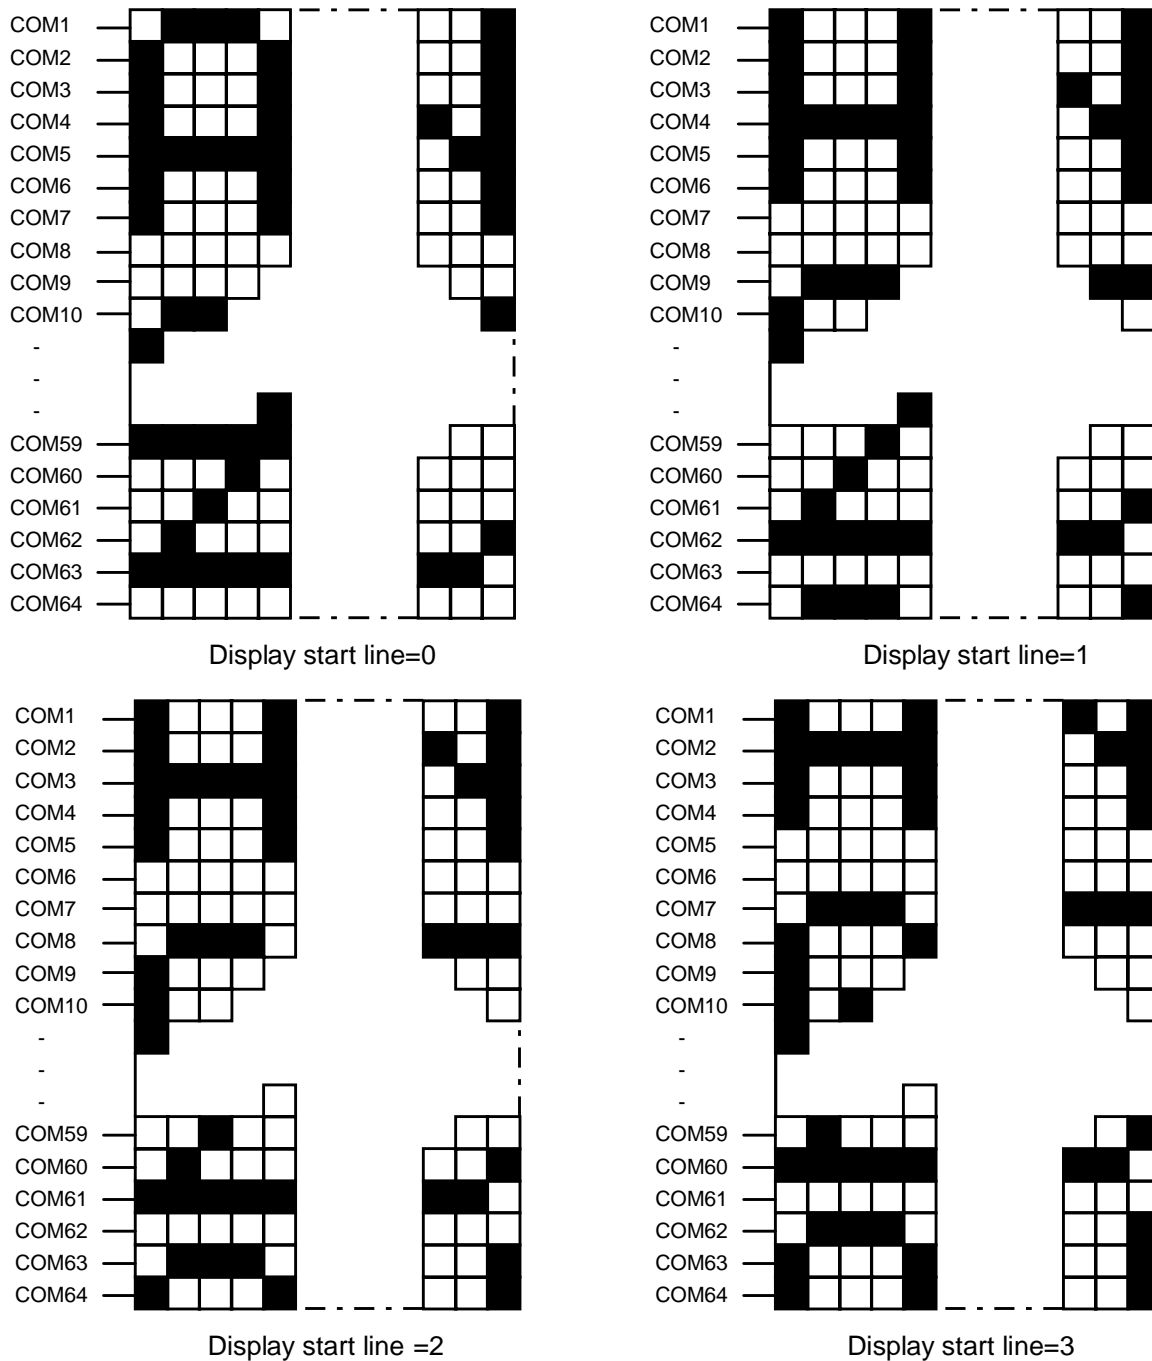 COM1
COM2
COM3
COM4
COM5
COM6
COM7
COM8
COM9
COM10
-
-
-
COM59
COM60
COM61
COM62
COM63
COM64
Display start line=0
COM1
COM2
COM3
COM4
COM5
COM6
COM7
COM8
COM9
COM10
-
-
-
COM59
COM60
COM61
COM62
COM63
COM64
Display start line=1
COM1
COM2
COM3
COM4
COM5
COM6
COM7
COM8
COM9
COM10
-
-
-
COM59
COM60
COM61
COM62
COM63
COM64
Display start line =2
COM1
COM2
COM3
COM4
COM5
COM6
COM7
COM8
COM9
COM10
-
-
-
COM59
COM60
COM61
COM62
COM63
COM64
Display start line=3